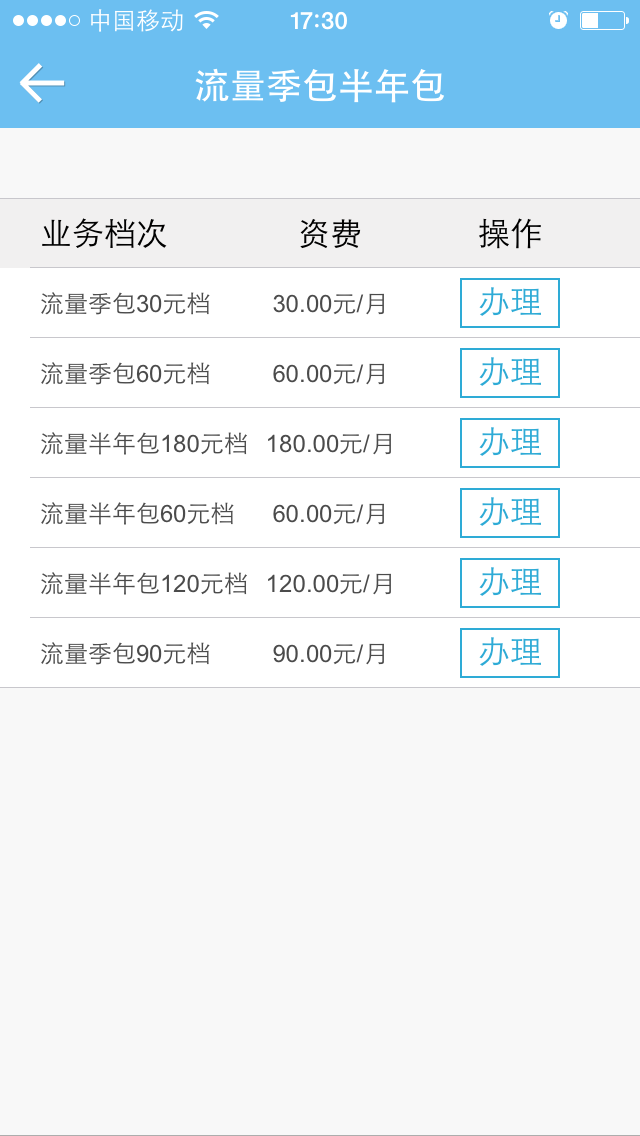 中国移动 17:30
流量季包半年包
业务档次 资费 操作
流量季包30元档 30.00元/月 办理
流量季包60元档 60.00元/月 办理
流量半年包180元档 180.00元/月 办理
流量半年包60元档 60.00元/月 办理
流量半年包120元档 120.00元/月 办理
流量季包90元档 90.00元/月 办理